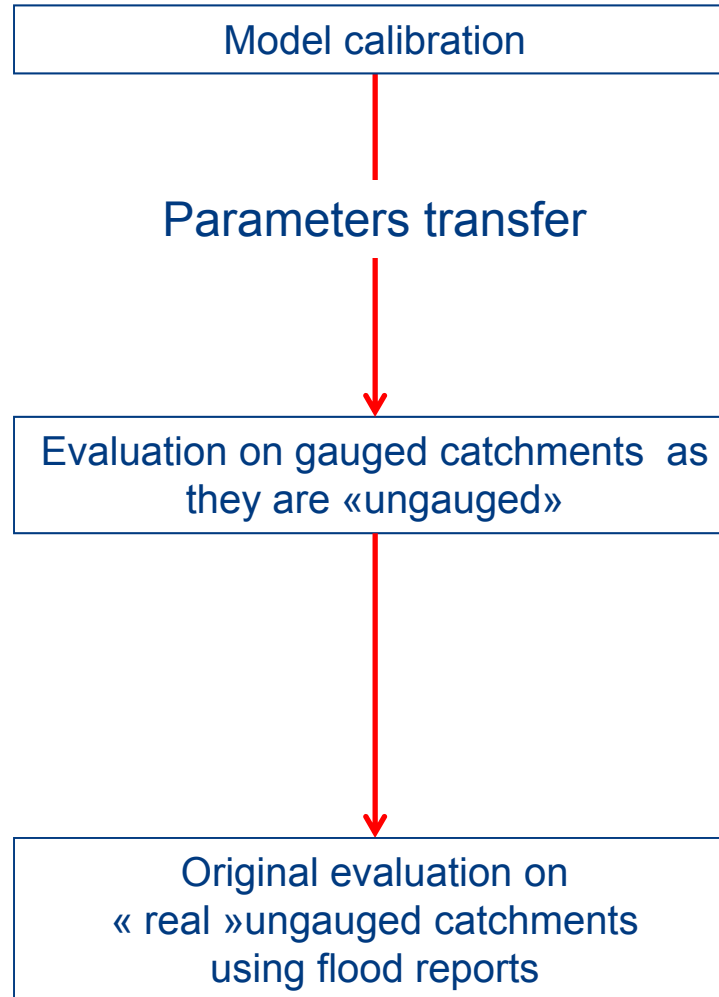 Model calibration
Parameters transfer
Evaluation on gauged catchments as
they are «ungauged»
Original evaluation on
« real »ungauged catchments
using flood reports